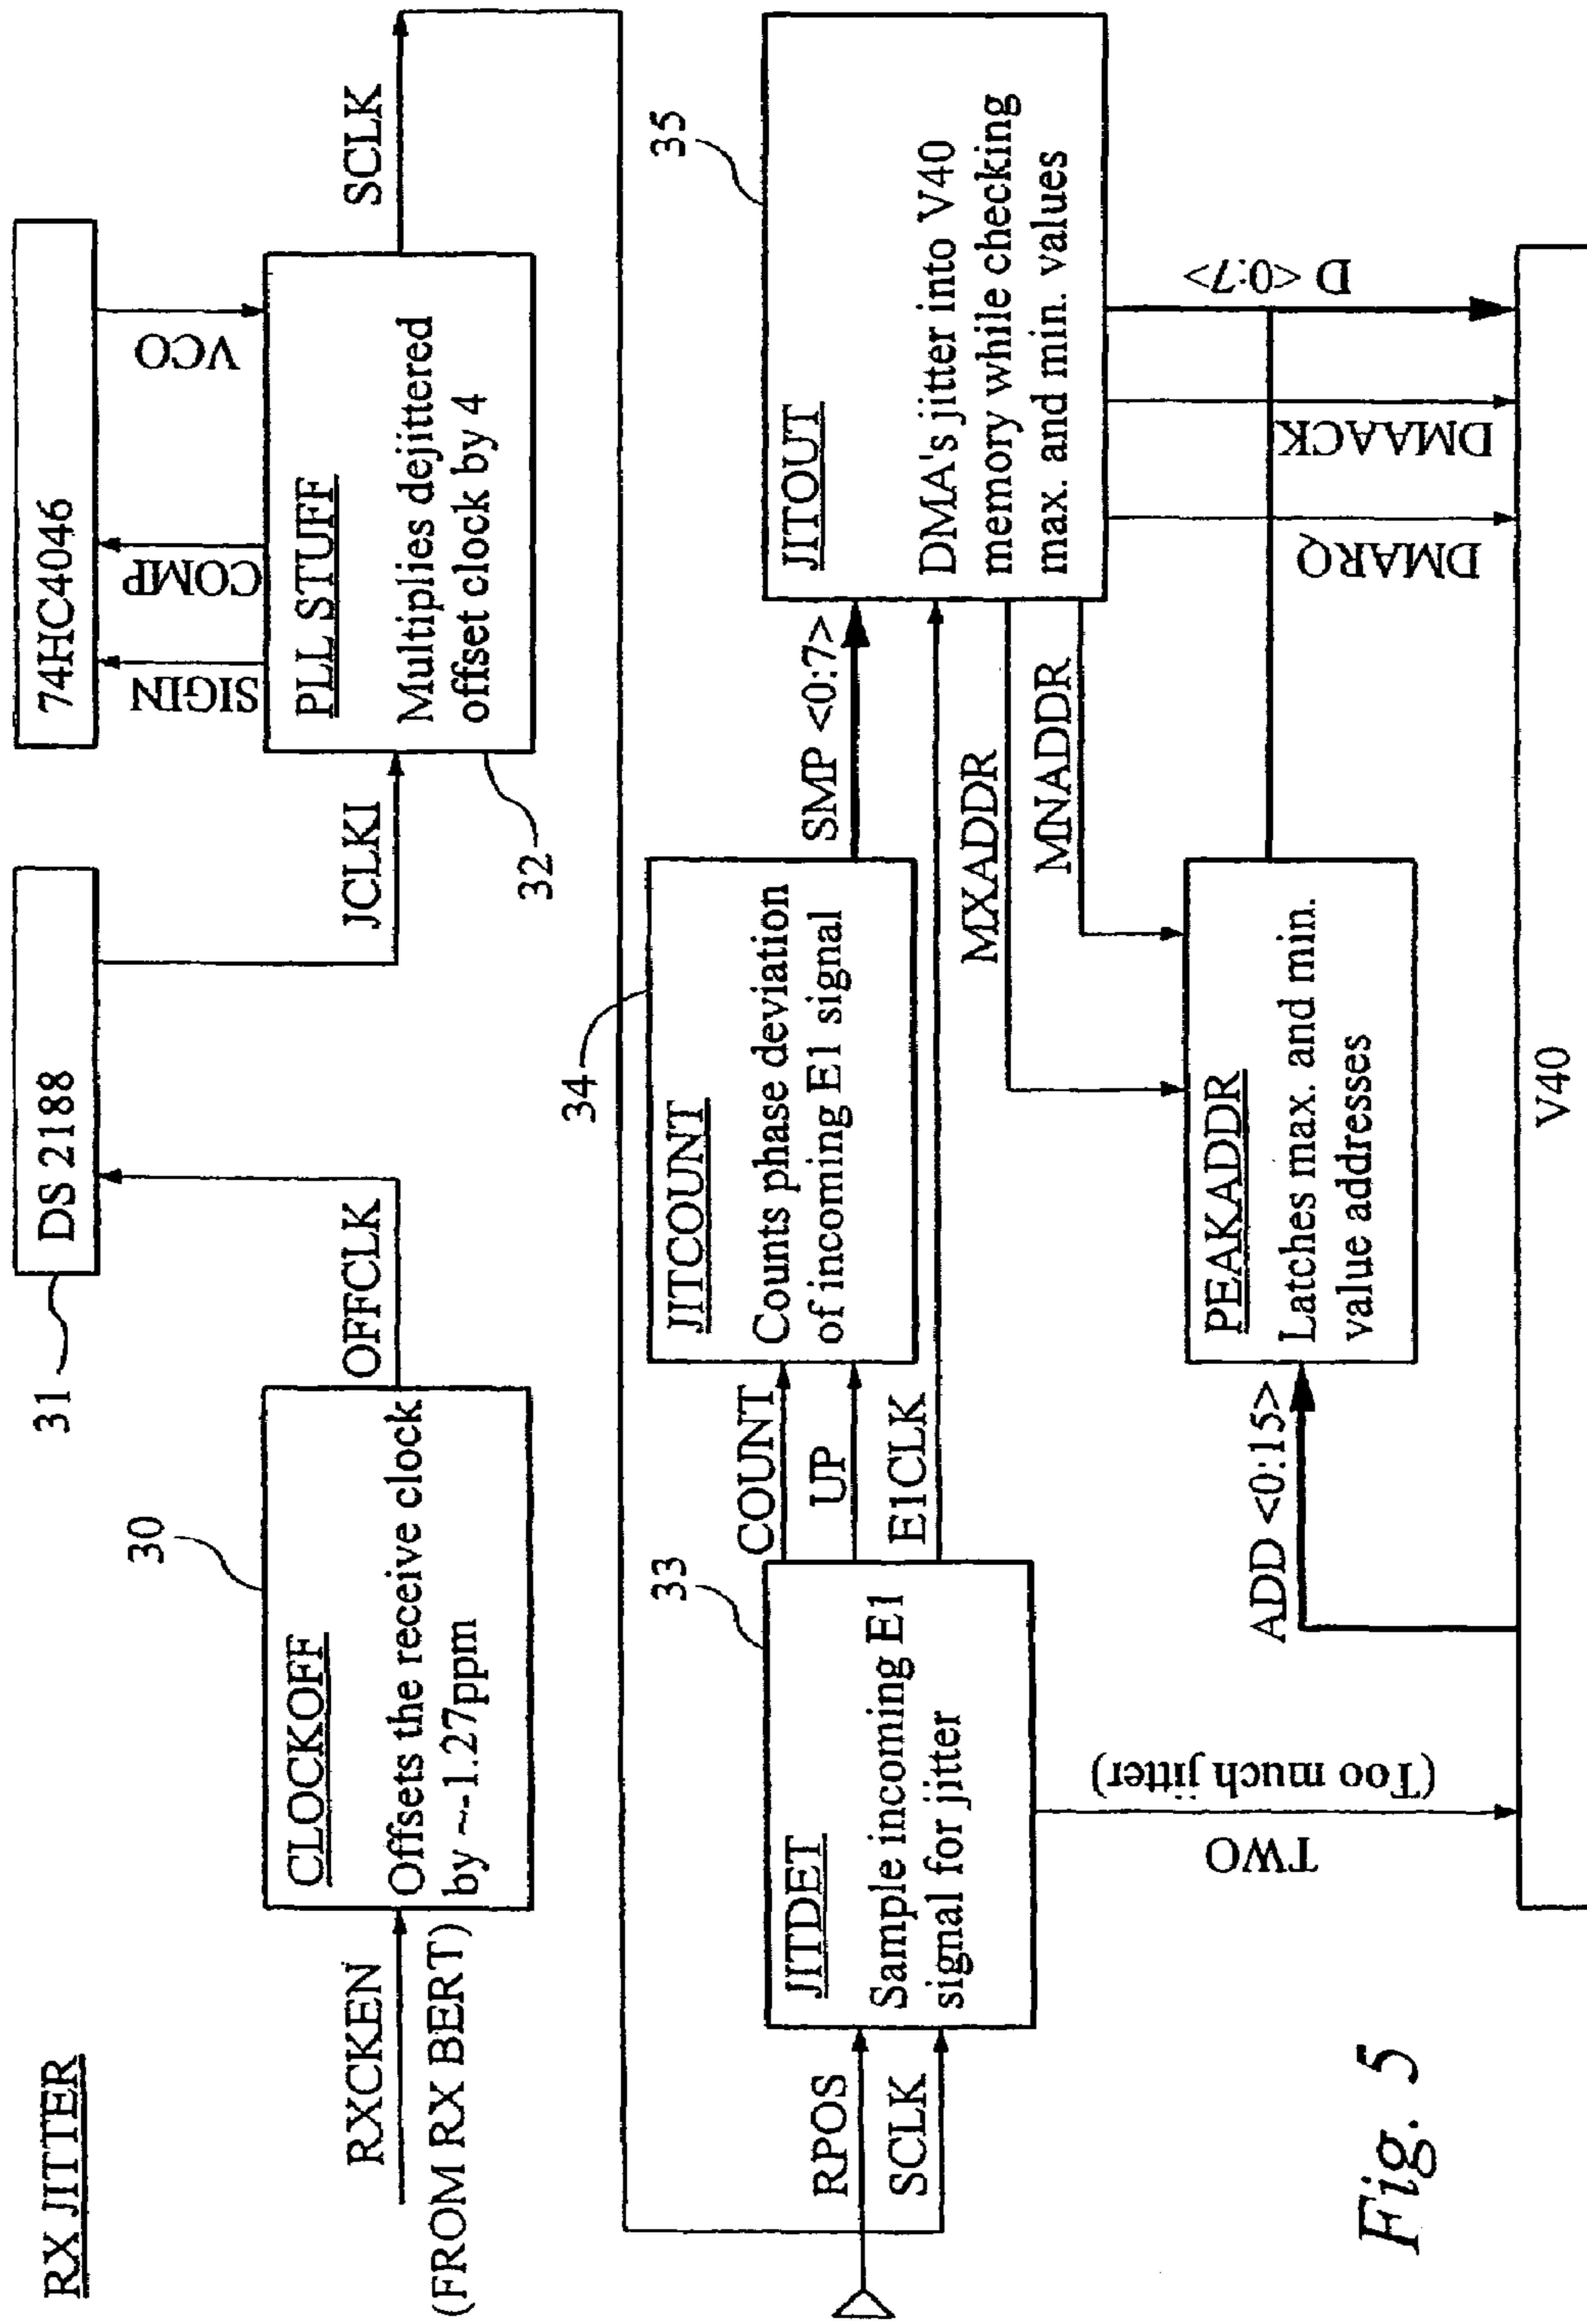 RX JITTER
RXCKEN
(FROM RX BERT)
30
CLOCKOFF
Offsets the receive clock
by ~-1.27ppm
OFFCLK
31
DS 2188
JCLKI
32
74HC4046
SIGIN
COMP
VCO
PLL STUFF
Multiplies dejittered
offset clock by 4
SCLK
RPOS
SCLK
33
JITDET
Sample incoming E1
signal for jitter
COUNT
UP
E1CLK
TWO
(Too much jitter)
34
JITCOUNT
Counts phase deviation
of incoming E1 signal
SMP <0:7>
MXADDR
MNADDR
35
JITOUT
DMA's jitter into V40
memory while checking
max. and min. values
ADD <0:15>
PEAKADDR
Latches max. and min.
value addresses
DMARQ
DMAACK
D <0:7>
V40
Fig. 5